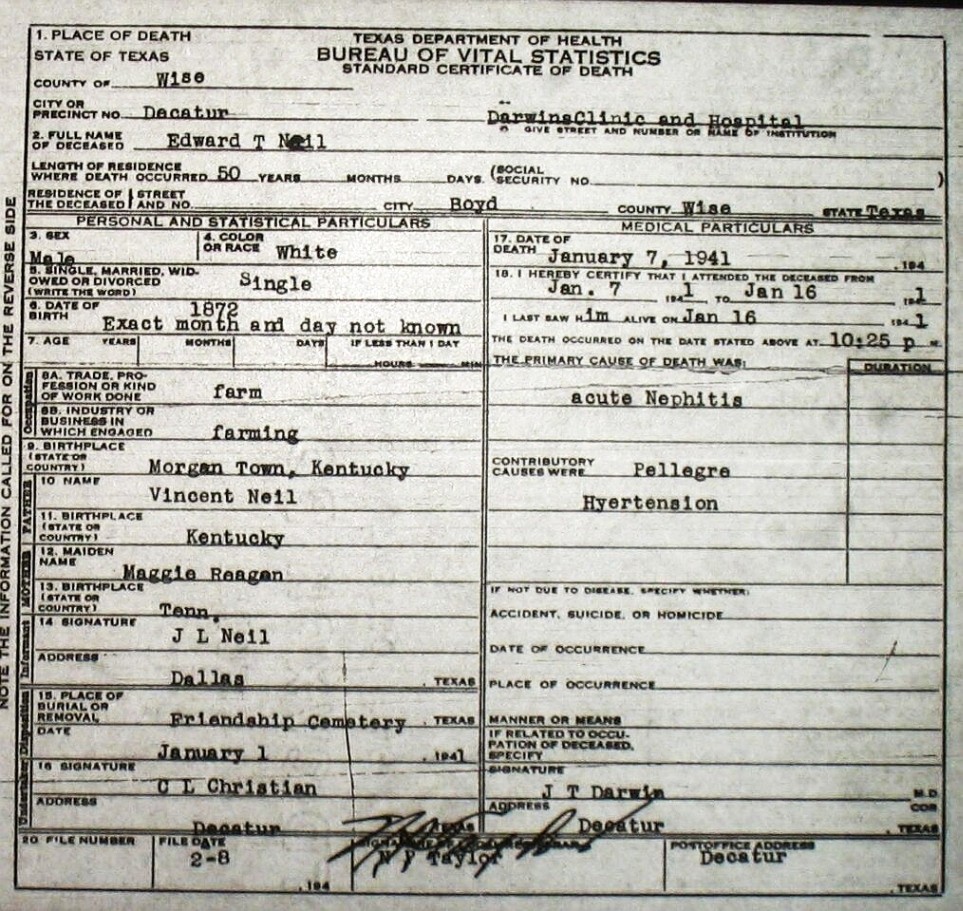 1. PLACE OF DEATH
STATE OF TEXAS
TEXAS DEPARTMENT OF HEALTH
BUREAU OF VITAL STATISTICS
STANDARD CERTIFICATE OF DEATH
COUNTY OF Wise
CITY OR PRECINCT NO. Decatur
DarwinsClinic and Hospital
GIVE STREET AND NUMBER OR NAME OF INSTITUTION
2. FULL NAME OF DECEASED Edward T Neil
LENGTH OF RESIDENCE WHERE DEATH OCCURRED 50 YEARS MONTHS DAYS (SOCIAL SECURITY NO. )
RESIDENCE OF THE DECEASED STREET AND NO. CITY Boyd COUNTY Wise STATE Texas
PERSONAL AND STATISTICAL PARTICULARS
3. SEX Male
4. COLOR OR RACE White
5. SINGLE, MARRIED, WIDOWED OR DIVORCED (WRITE THE WORD) Single
6. DATE OF BIRTH 1872
Exact month and day not known
7. AGE YEARS MONTHS DAYS IF LESS THAN 1 DAY
HOURS MIN
Occupation
8A. TRADE, PROFESSION OR KIND OF WORK DONE farm
8B. INDUSTRY OR BUSINESS IN WHICH ENGAGED farming
9. BIRTHPLACE (STATE OR COUNTRY) Morgan Town, Kentucky
FATHER
10 NAME Vincent Neil
11. BIRTHPLACE (STATE OR COUNTRY) Kentucky
MOTHER
12. MAIDEN NAME Maggie Reagan
13. BIRTHPLACE (STATE OR COUNTRY) Tenn.
Informant
14 SIGNATURE J L Neil
ADDRESS Dallas , TEXAS
Undertaker Disposition
15. PLACE OF BURIAL OR REMOVAL Friendship Cemetery , TEXAS
DATE January 1 , 1941
16 SIGNATURE C L Christian
ADDRESS Decatur TEXAS
MEDICAL PARTICULARS
17. DATE OF DEATH January 7, 1941 , 194
18. I HEREBY CERTIFY THAT I ATTENDED THE DECEASED FROM
Jan. 7 , 1941 TO Jan 16 1941
I LAST SAW Him ALIVE ON Jan 16 1941
THE DEATH OCCURRED ON THE DATE STATED ABOVE AT 10:25 p M.
THE PRIMARY CAUSE OF DEATH WAS: DURATION
acute Nephitis
CONTRIBUTORY CAUSES WERE Pellegre
Hyertension
IF NOT DUE TO DISEASE, SPECIFY WHETHER:
ACCIDENT, SUICIDE, OR HOMICIDE
DATE OF OCCURRENCE
PLACE OF OCCURRENCE
MANNER OR MEANS
IF RELATED TO OCCUPATION OF DECEASED, SPECIFY
SIGNATURE J T Darwin M.D.
COR
ADDRESS Decatur , TEXAS
20 FILE NUMBER
FILE DATE 2-8 , 194
N P Taylor
POSTOFFICE ADDRESS Decatur , TEXAS
NOTE THE INFORMATION CALLED FOR ON THE REVERSE SIDE